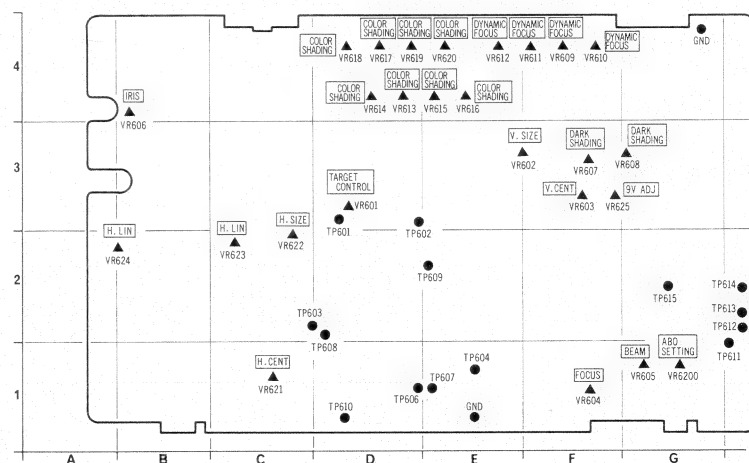 4
COLOR SHADING
VR618
COLOR SHADING
VR617
COLOR SHADING
VR619
COLOR SHADING
VR620
DYNAMIC FOCUS
VR612
DYNAMIC FOCUS
VR611
DYNAMIC FOCUS
VR609
DYNAMIC FOCUS
VR610
GND
COLOR SHADING
VR614
COLOR SHADING
VR613
COLOR SHADING
VR615
COLOR SHADING
VR616
IRIS
VR606
3
V. SIZE
VR602
DARK SHADING
VR607
DARK SHADING
VR608
TARGET CONTROL
VR601
V.CENT
VR603
9V ADJ
VR625
H. LIN
VR624
H. LIN
VR623
H. SIZE
VR622
TP601
TP602
2
TP609
TP615
TP614
TP613
TP612
TP611
TP603
TP608
1
H.CENT
VR621
TP604
TP606
TP607
TP610
GND
FOCUS
VR604
BEAM
VR605
ABO SETTING
VR6200
A B C D E F G